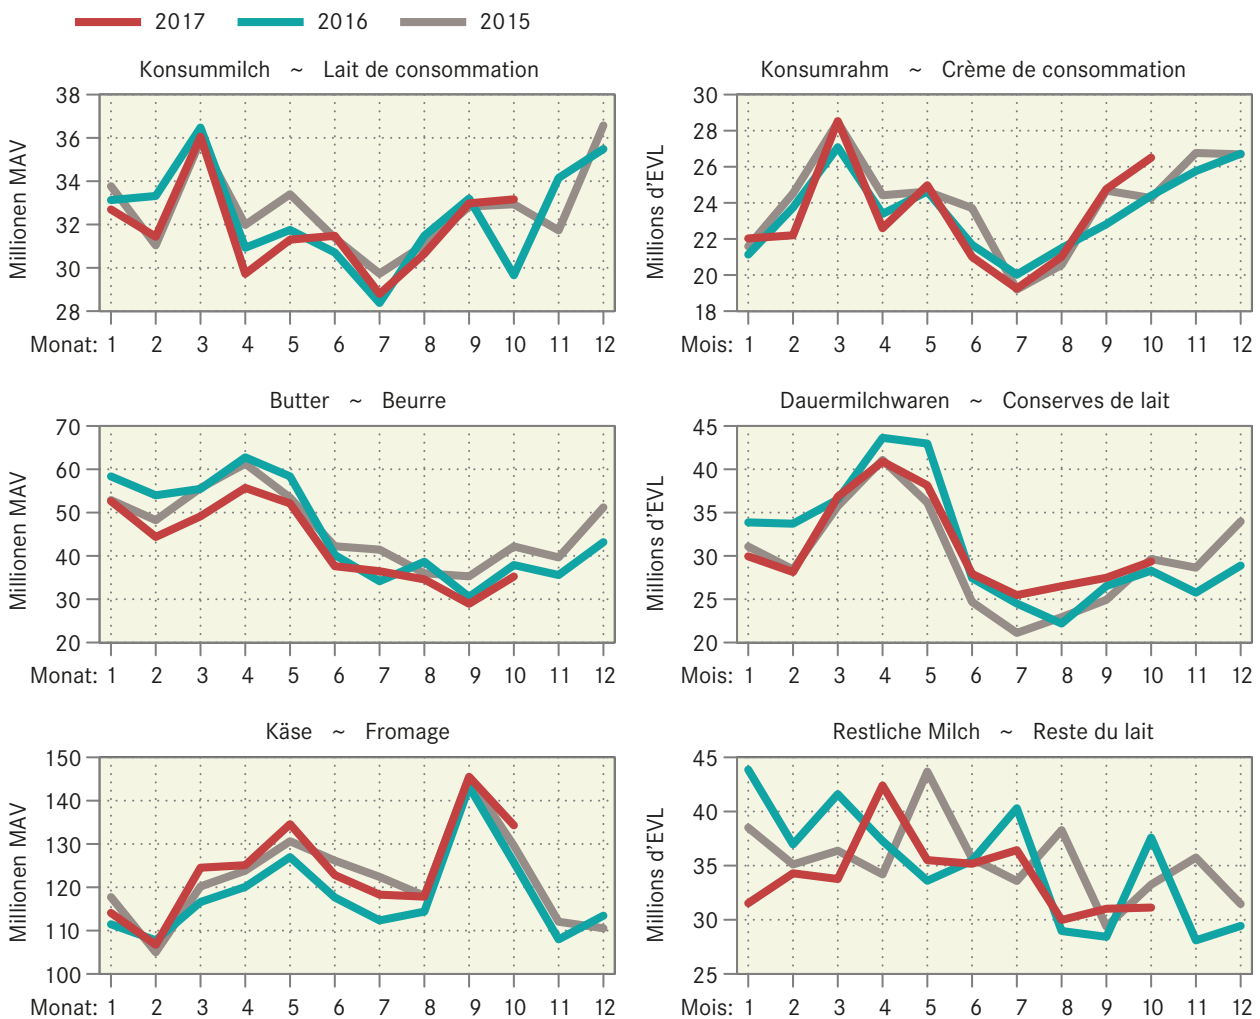 2017 2016 2015
Konsummilch ~ Lait de consommation
Millionen MAV
38
36
34
32
30
28
Monat: 1 2 3 4 5 6 7 8 9 10 11 12
Konsumrahm ~ Crème de consommation
Millions d'EVL
30
28
26
24
22
20
18
Mois: 1 2 3 4 5 6 7 8 9 10 11 12
Butter ~ Beurre
Millionen MAV
70
60
50
40
30
20
Monat: 1 2 3 4 5 6 7 8 9 10 11 12
Dauermilchwaren ~ Conserves de lait
Millions d'EVL
45
40
35
30
25
20
Mois: 1 2 3 4 5 6 7 8 9 10 11 12
Käse ~ Fromage
Millionen MAV
150
140
130
120
110
100
Monat: 1 2 3 4 5 6 7 8 9 10 11 12
Restliche Milch ~ Reste du lait
Millions d'EVL
45
40
35
30
25
Mois: 1 2 3 4 5 6 7 8 9 10 11 12